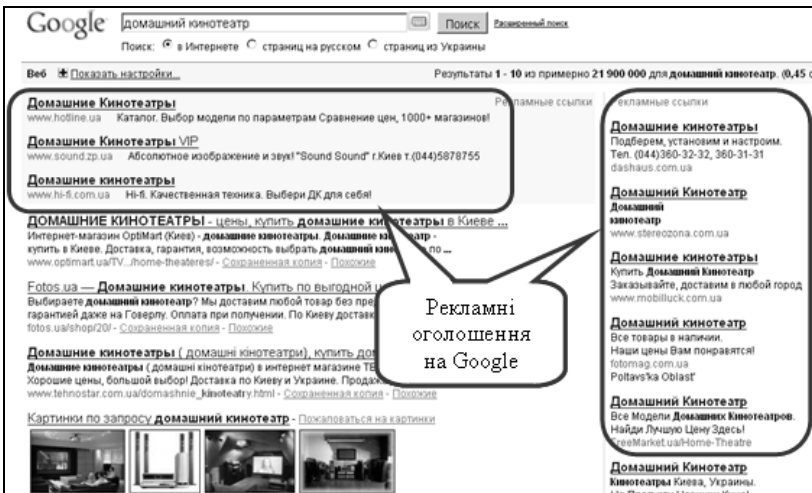 Google домашний кинотеатр Поиск Расширенный поиск
Поиск: в Интернете страниц на русском страниц из Украины
Веб Показать настройки... Результаты 1 - 10 из примерно 21 900 000 для домашний кинотеатр. (0,45 с
Рекламные ссылки
Домашние Кинотеатры
www.hotline.ua Каталог. Выбор модели по параметрам Сравнение цен, 1000+ магазинов!
Домашние Кинотеатры VIP
www.sound.zp.ua Абсолютное изображение и звук! "Sound Sound" г.Киев т.(044)5878755
Домашние кинотеатры
www.hi-fi.com.ua Hi-fi. Качественная техника. Выбери ДК для себя!
ДОМАШНИЕ КИНОТЕАТРЫ - цены, купить домашние кинотеатры в Киеве ...
Интернет-магазин OptiMart (Киев) - домашние кинотеатры. Домашние
купить в Киеве. Доставка, гарантия, возможность выбрать домашний по ...
www.optimart.ua/TV.../home-theateres/ - Сохраненная копия - Похожие
Fotos.ua — Домашние кинотеатры. Купить по выгодной
Выбираете домашний кинотеатр? Мы доставим любой товар без
гарантией даже на Говерлу. Оплата при получении. По Киеву
fotos.ua/shop/20/ - Сохраненная копия - Похожие
Домашние кинотеатры ( домашні кінотеатри), купить
Домашние кинотеатры ( домашні кінотеатри) в интернет магазине
Хорошие цены, большой выбор! Доставка по Киеву и Украине.
www.tehnostar.com.ua/domashnie_kinoteatry.html - Сохраненная копия - Похожие
Картинки по запросу домашний кинотеатр - Пожаловаться на картинки
Рекламні
оголошення
на Google
Рекламные ссылки
Домашние кинотеатры
Подберем, установим и настроим.
Тел. (044)360-32-32, 360-31-31
dashaus.com.ua
Домашний Кинотеатр
Домашний
кинотеатр
www.stereozona.com.ua
Домашние кинотеатры
Купить Домашний Кинотеатр
Заказывайте, доставим в любой город
www.mobilluck.com.ua
Домашний кинотеатр
Все товары в наличии.
Наши цены Вам понравятся!
fotomag.com.ua
Poltavs'ka Oblast'
Домашний Кинотеатр
Все Модели Домашних Кинотеатров.
Найди Лучшую Цену Здесь!
FreeMarket.ua/Home-Theatre
Домашний Кинотеатр
Кинотеатры Киева, Украины.